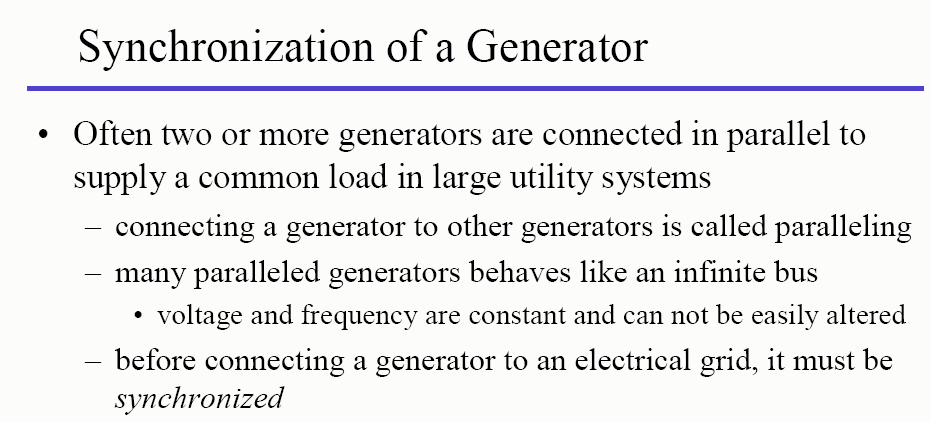 Synchronization of a Generator
• Often two or more generators are connected in parallel to
supply a common load in large utility systems
– connecting a generator to other generators is called paralleling
– many paralleled generators behaves like an infinite bus
• voltage and frequency are constant and can not be easily altered
– before connecting a generator to an electrical grid, it must be
synchronized